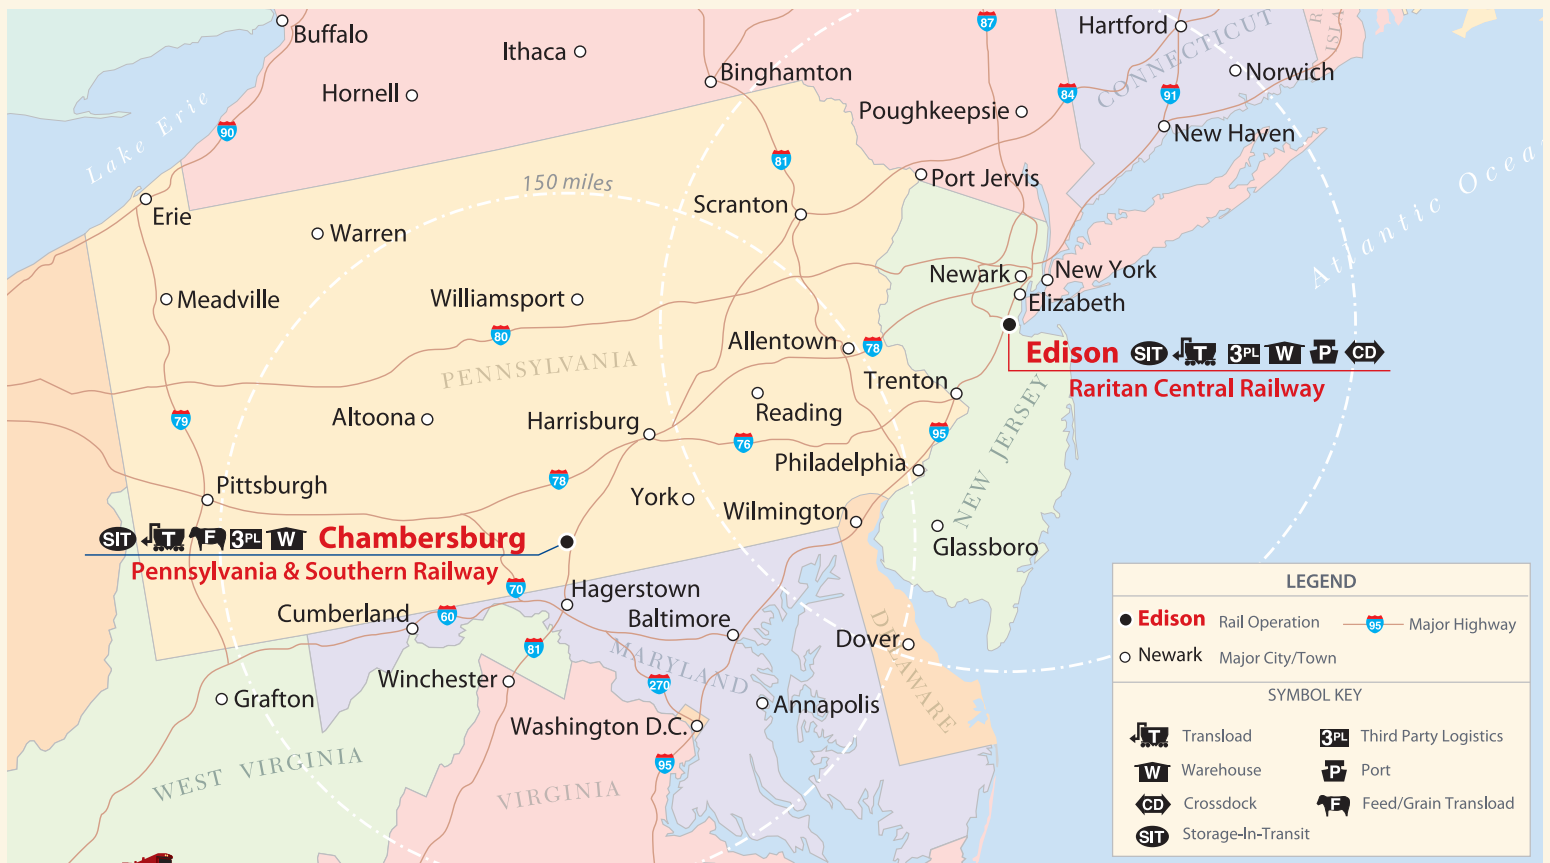 Buffalo
Ithaca
87
Hartford
CONNECTICUT
Binghamton
Norwich
Hornell
84
91
Poughkeepsie
Lake Erie
90
New Haven
81
150 miles
Port Jervis
Scranton
Erie
Warren
Atlantic Ocea
Newark
New York
Meadville
Williamsport
Elizabeth
80
Allentown
78
Edison SIT T 3PL W P CD
PENNSYLVANIA
Trenton
Raritan Central Railway
Reading
79
Altoona
Harrisburg
76
95
NEW JERSEY
Philadelphia
78
Pittsburgh
York
Wilmington
SIT T F 3PL W Chambersburg
Glassboro
Pennsylvania & Southern Railway
70
Hagerstown
Cumberland
60
Baltimore
81
MARYLAND
Dover
DELAWARE
Winchester
270
Grafton
Annapolis
Washington D.C.
WEST VIRGINIA
95
VIRGINIA
LEGEND
Edison Rail Operation 95 Major Highway
Newark Major City/Town
SYMBOL KEY
T Transload 3PL Third Party Logistics
W Warehouse P Port
CD Crossdock F Feed/Grain Transload
SIT Storage-In-Transit